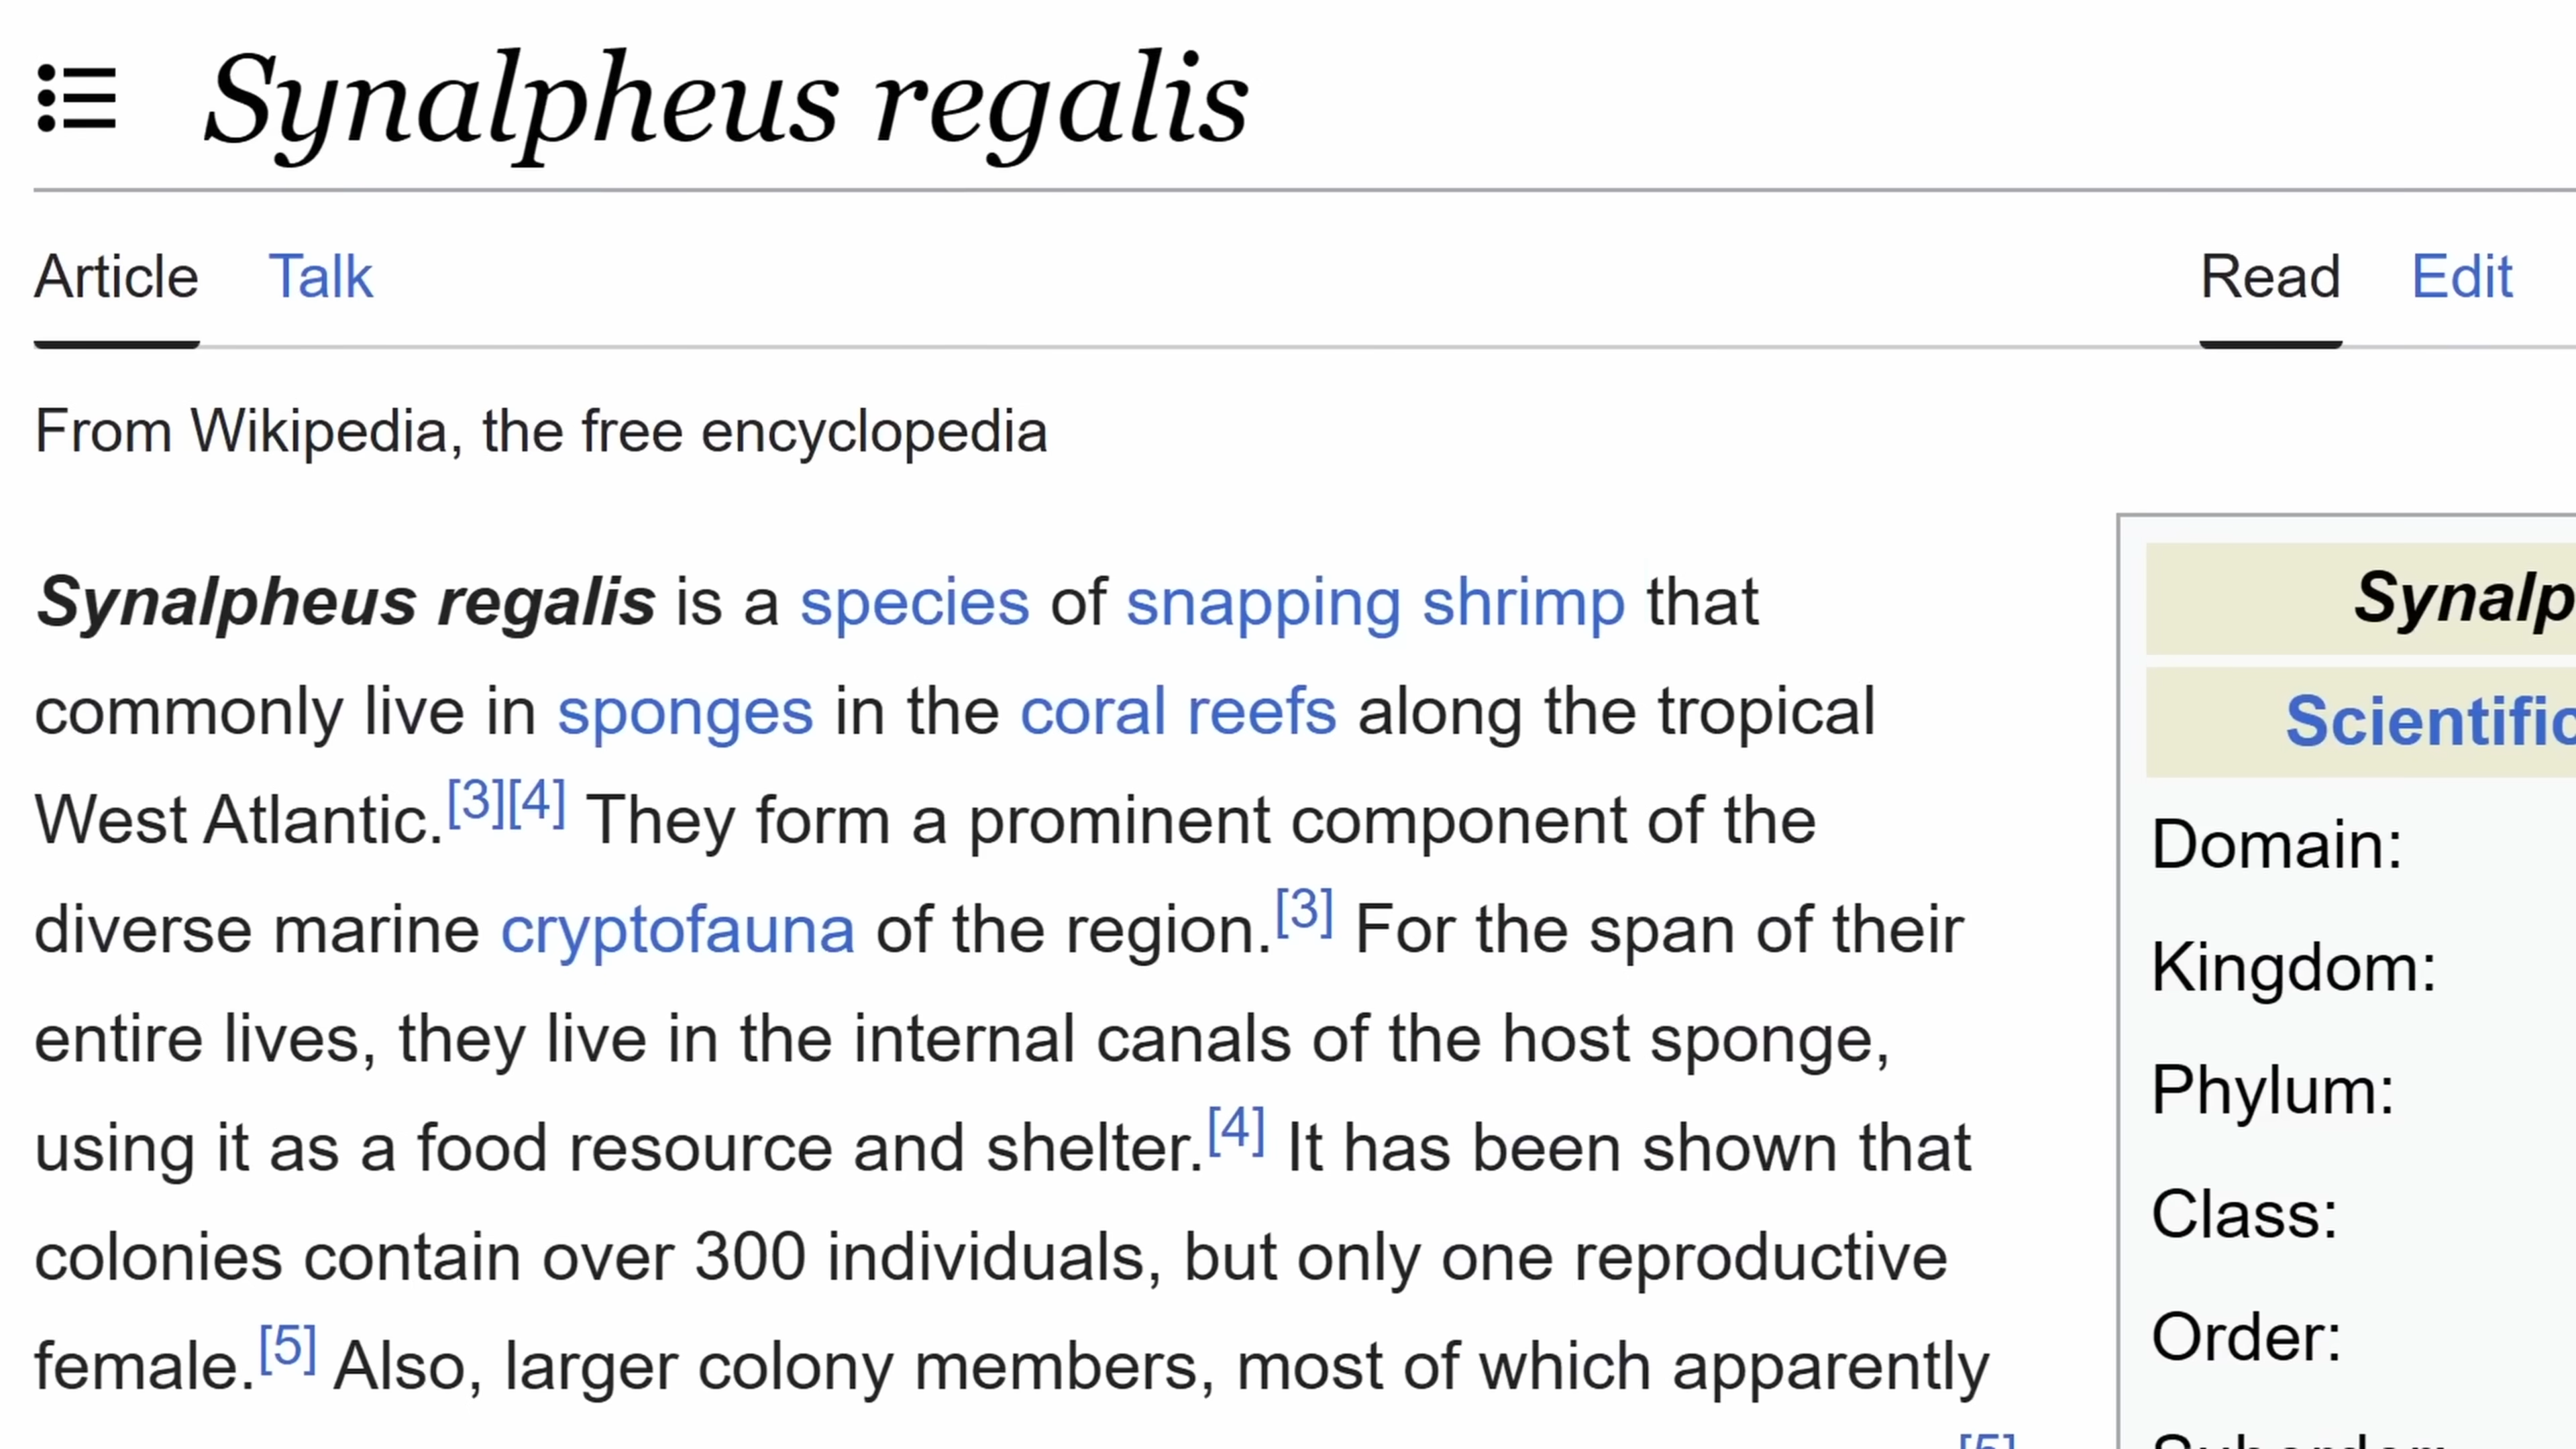 Synalpheus regalis
Article Talk Read Edit
From Wikipedia, the free encyclopedia
Synalpheus regalis is a species of snapping shrimp that
commonly live in sponges in the coral reefs along the tropical
West Atlantic.[3][4] They form a prominent component of the
diverse marine cryptofauna of the region.[3] For the span of their
entire lives, they live in the internal canals of the host sponge,
using it as a food resource and shelter.[4] It has been shown that
colonies contain over 300 individuals, but only one reproductive
female.[5] Also, larger colony members, most of which apparently
[5]
Synalp
Scientific
Domain:
Kingdom:
Phylum:
Class:
Order: